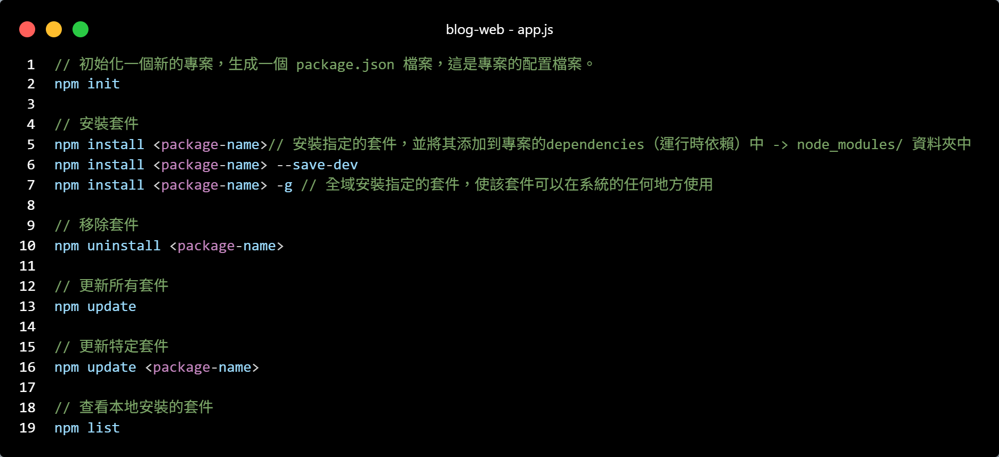 blog-web - app.js
1 // 初始化一個新的專案，生成一個 package.json 檔案，這是專案的配置檔案。
2 npm init
3
4 // 安裝套件
5 npm install <package-name>// 安裝指定的套件，並將其添加到專案的dependencies（運行時依賴）中 -> node_modules/ 資料夾中
6 npm install <package-name> --save-dev
7 npm install <package-name> -g // 全域安裝指定的套件，使該套件可以在系統的任何地方使用
8
9 // 移除套件
10 npm uninstall <package-name>
11
12 // 更新所有套件
13 npm update
14
15 // 更新特定套件
16 npm update <package-name>
17
18 // 查看本地安裝的套件
19 npm list